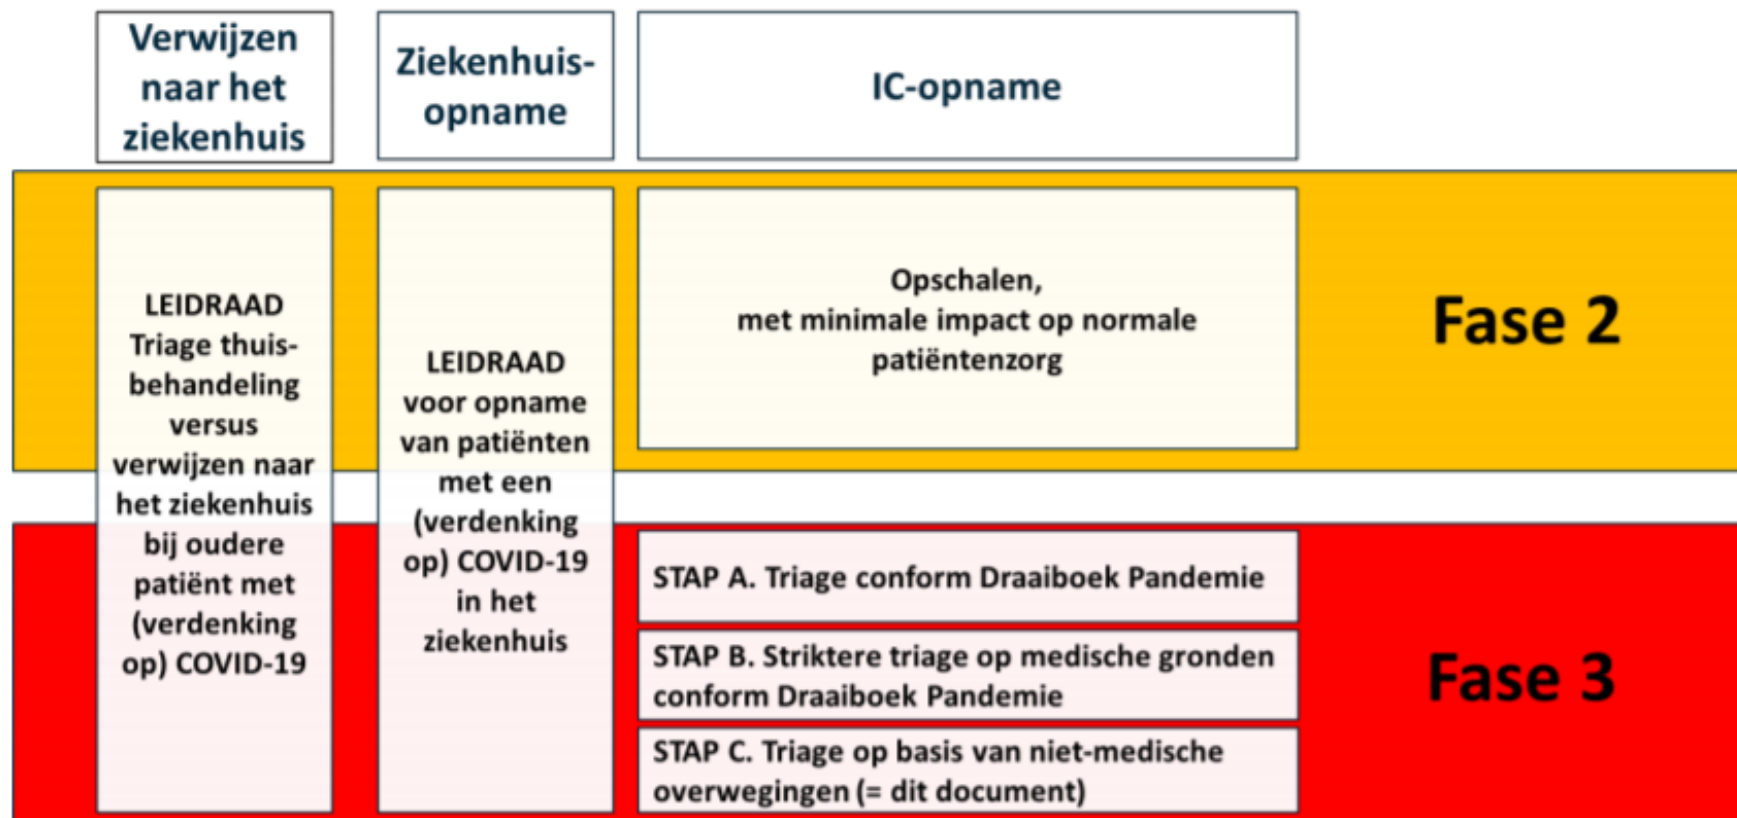 Verwijzen
naar het
ziekenhuis
Ziekenhuis-
opname
IC-opname
LEIDRAAD
Triage thuis-
behandeling
versus
verwijzen naar
het ziekenhuis
bij oudere
patiënt met
(verdenking
op) COVID-19
LEIDRAAD
voor opname
van patiënten
met een
(verdenking
op) COVID-19
in het
ziekenhuis
Opschalen,
met minimale impact op normale
patiëntenzorg
Fase 2
STAP A. Triage conform Draaiboek Pandemie
STAP B. Striktere triage op medische gronden
conform Draaiboek Pandemie
STAP C. Triage op basis van niet-medische
overwegingen (= dit document)
Fase 3